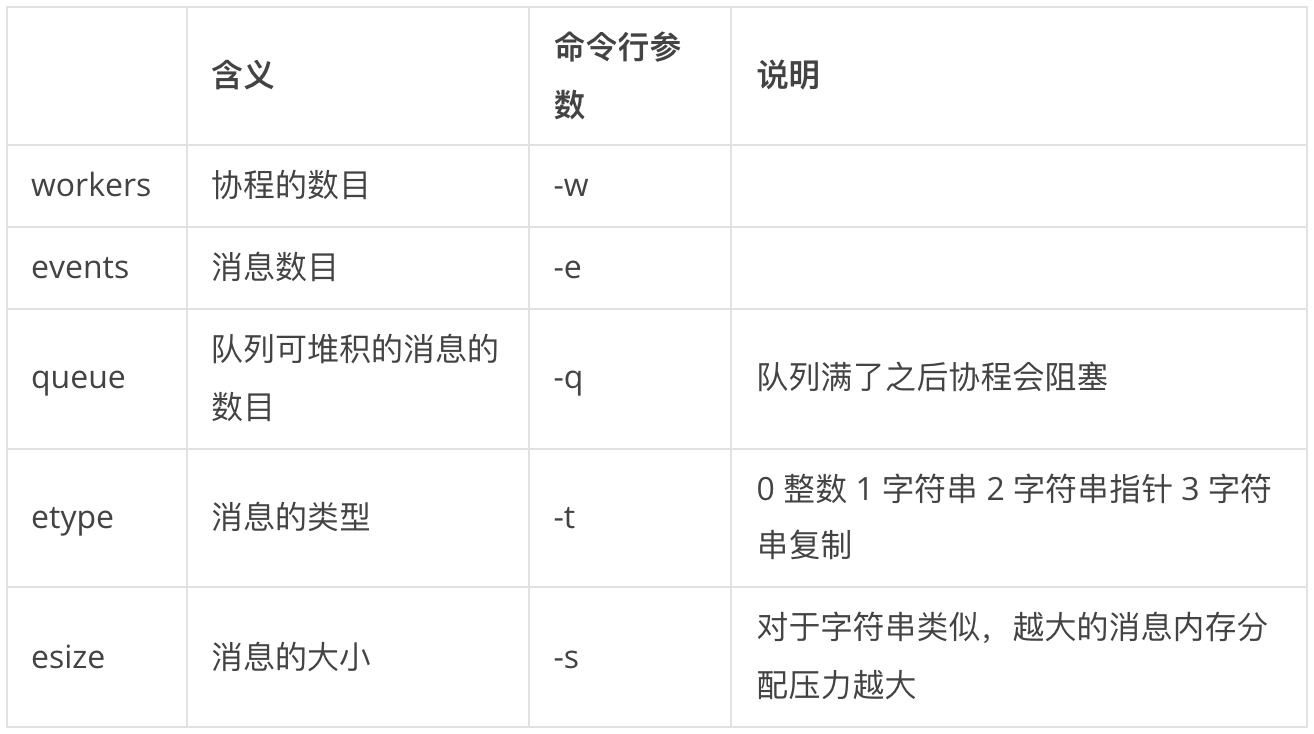 含义 命令行参
数 说明
workers 协程的数目 -w
events 消息数目 -e
queue 队列可堆积的消息的
数目 -q 队列满了之后协程会阻塞
etype 消息的类型 -t 0 整数 1 字符串 2 字符串指针 3 字符
串复制
esize 消息的大小 -s 对于字符串类似，越大的消息内存分
配压力越大